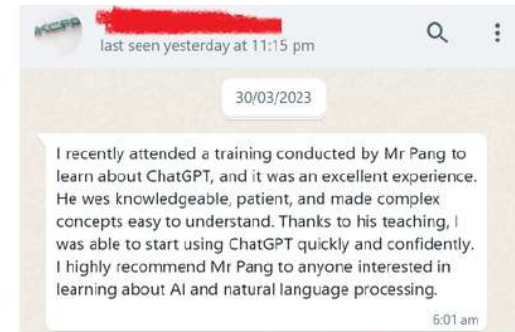 last seen yesterday at 11:15 pm
30/03/2023
I recently attended a training conducted by Mr Pang to
learn about ChatGPT, and it was an excellent experience.
He wes knowledgeable, patient, and made complex
concepts easy to understand. Thanks to his teaching, I
was able to start using ChatGPT quickly and confidently.
I highly recommend Mr Pang to anyone interested in
learning about AI and natural language processing.
6:01 am